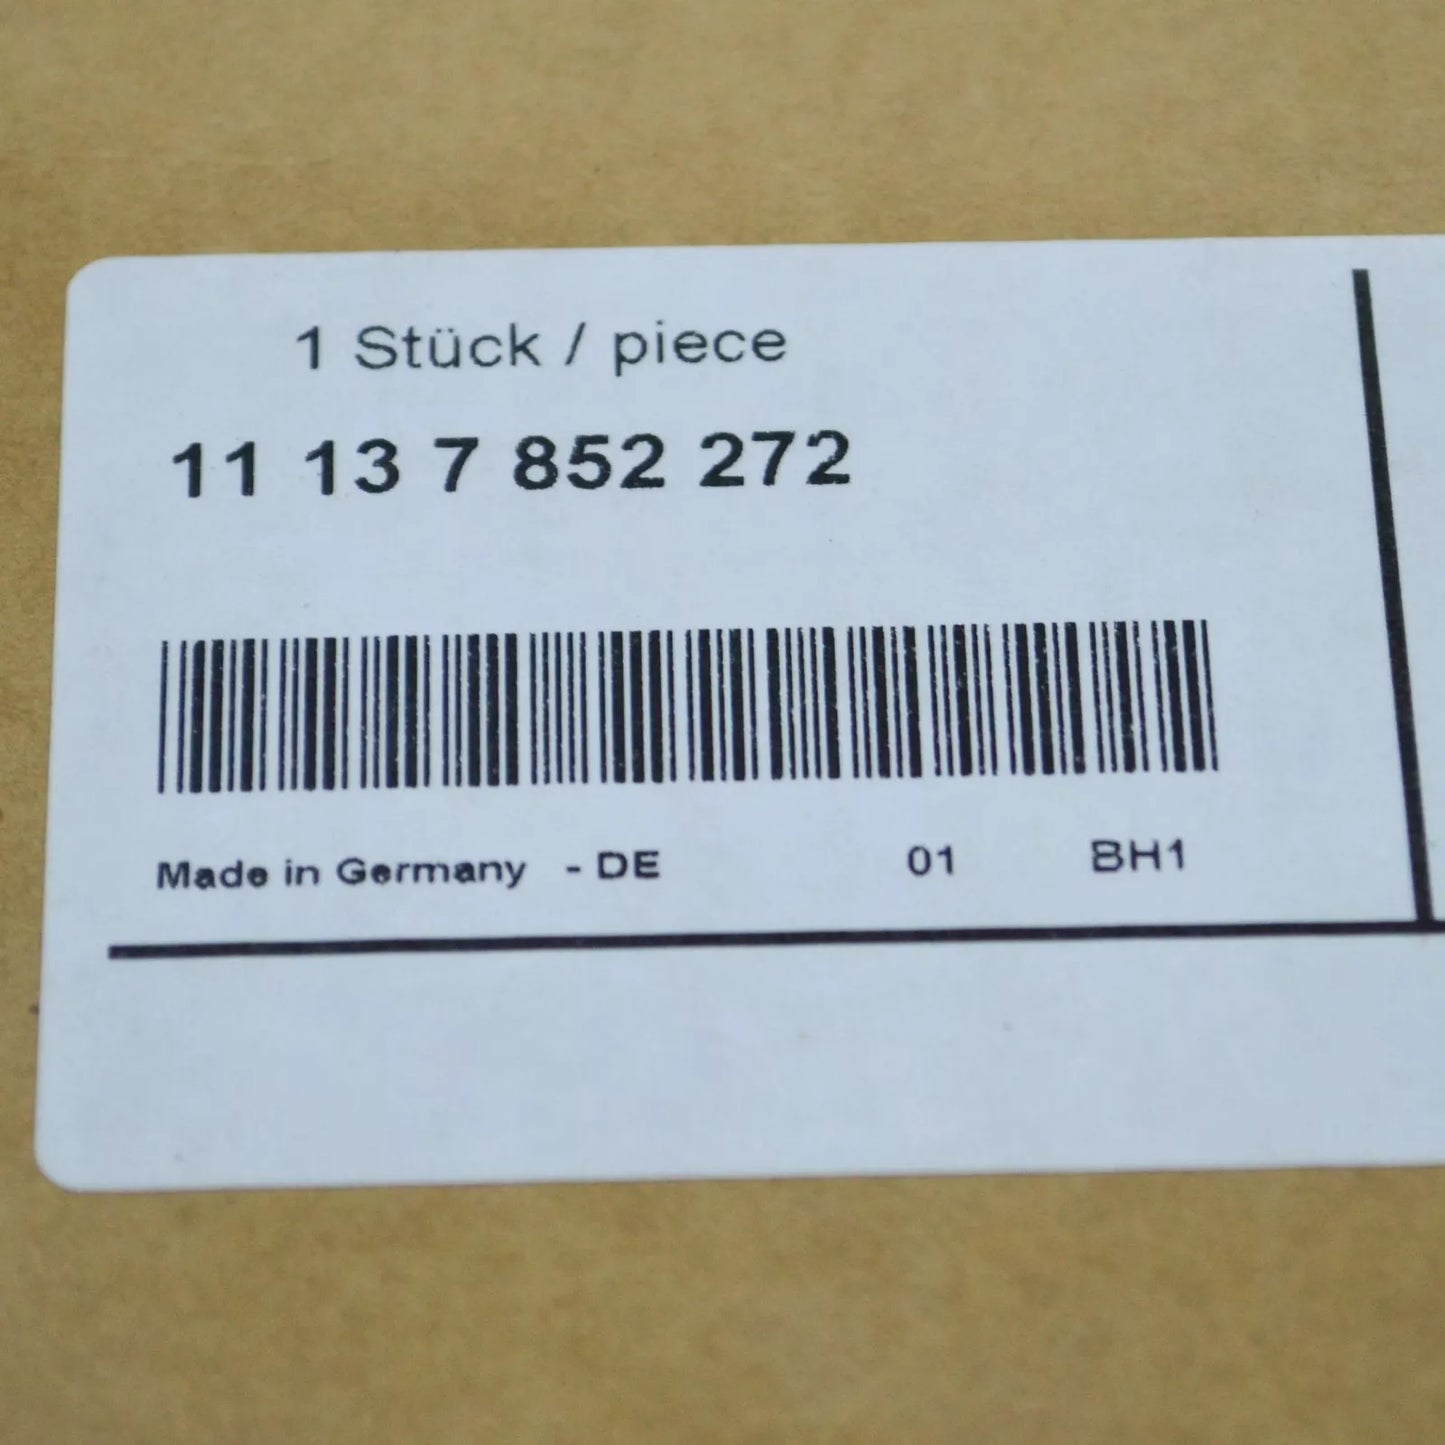 1 Stück / piece
11 13 7 852 272
Made in Germany - DE 01 BH1